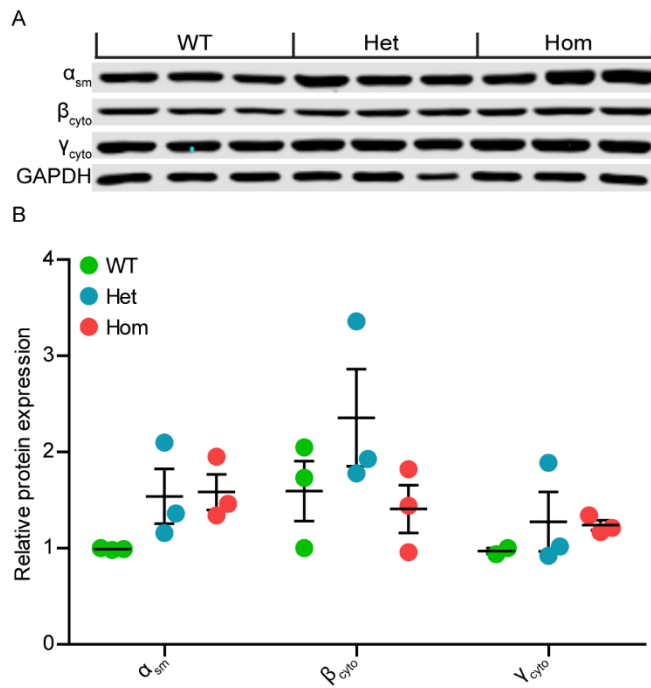 A
WT Het Hom
αsm
βcyto
γcyto
GAPDH
B
4
WT
Het
Hom
3
2
1
0
Relative protein expression
αsm βcyto γcyto